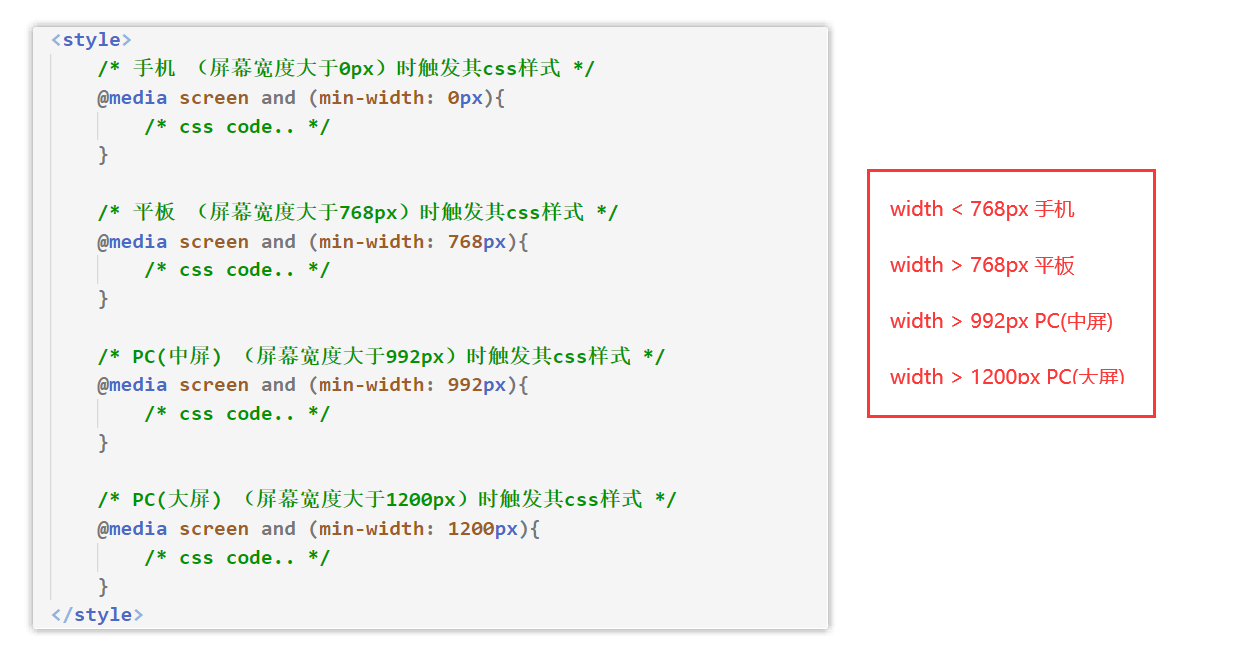 <style>
/* 手机 （屏幕宽度大于0px）时触发其css样式 */
@media screen and (min-width: 0px){
/* css code.. */
}
/* 平板 （屏幕宽度大于768px）时触发其css样式 */
@media screen and (min-width: 768px){
/* css code.. */
}
/* PC(中屏) （屏幕宽度大于992px）时触发其css样式 */
@media screen and (min-width: 992px){
/* css code.. */
}
/* PC(大屏) （屏幕宽度大于1200px）时触发其css样式 */
@media screen and (min-width: 1200px){
/* css code.. */
}
</style>
width < 768px 手机
width > 768px 平板
width > 992px PC(中屏)
width > 1200px PC(大屏)